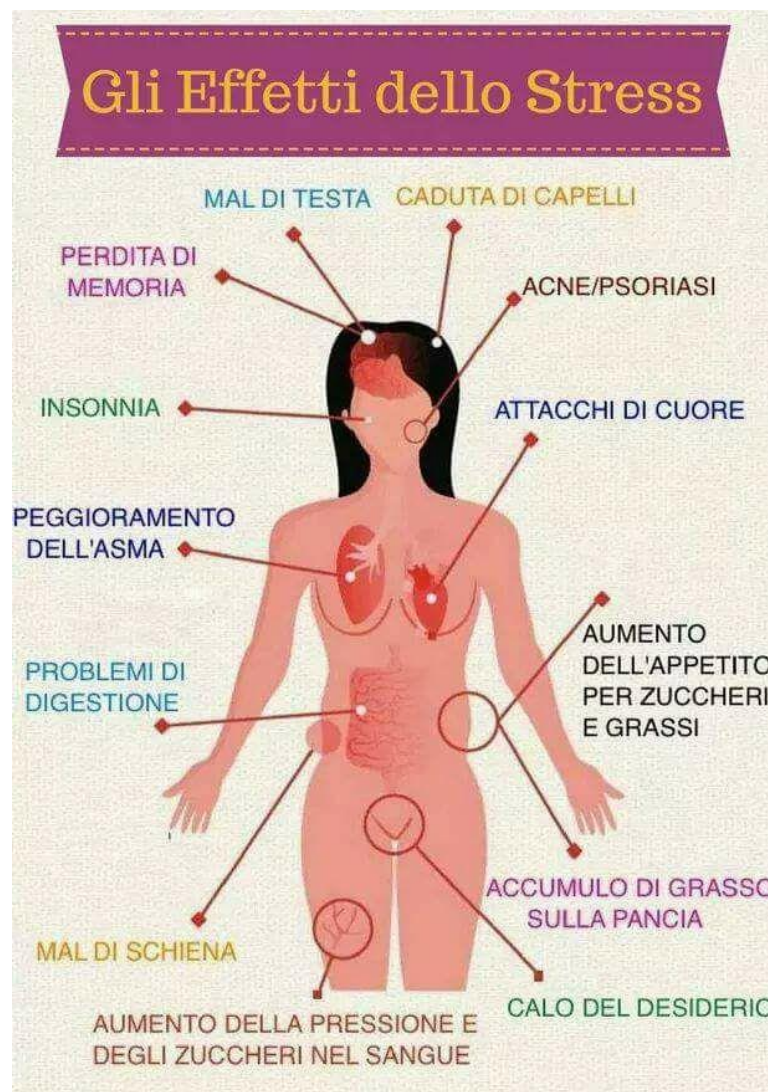 Gli Effetti dello Stress
MAL DI TESTA
CADUTA DI CAPELLI
PERDITA DI
MEMORIA
ACNE/PSORIASI
INSONNIA
ATTACCHI DI CUORE
PEGGIORAMENTO
DELL'ASMA
AUMENTO
DELL'APPETITO
PER ZUCCHERI
E GRASSI
PROBLEMI DI
DIGESTIONE
ACCUMULO DI GRASSO
SULLA PANCIA
MAL DI SCHIENA
CALO DEL DESIDERIO
AUMENTO DELLA PRESSIONE E
DEGLI ZUCCHERI NEL SANGUE